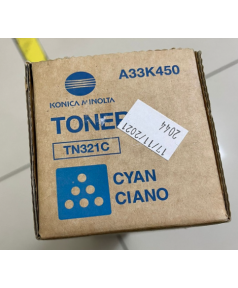 A33K450
KONICA MINOLTA
TONER
TN321C
17/11/2021
2044
CYAN
CIANO